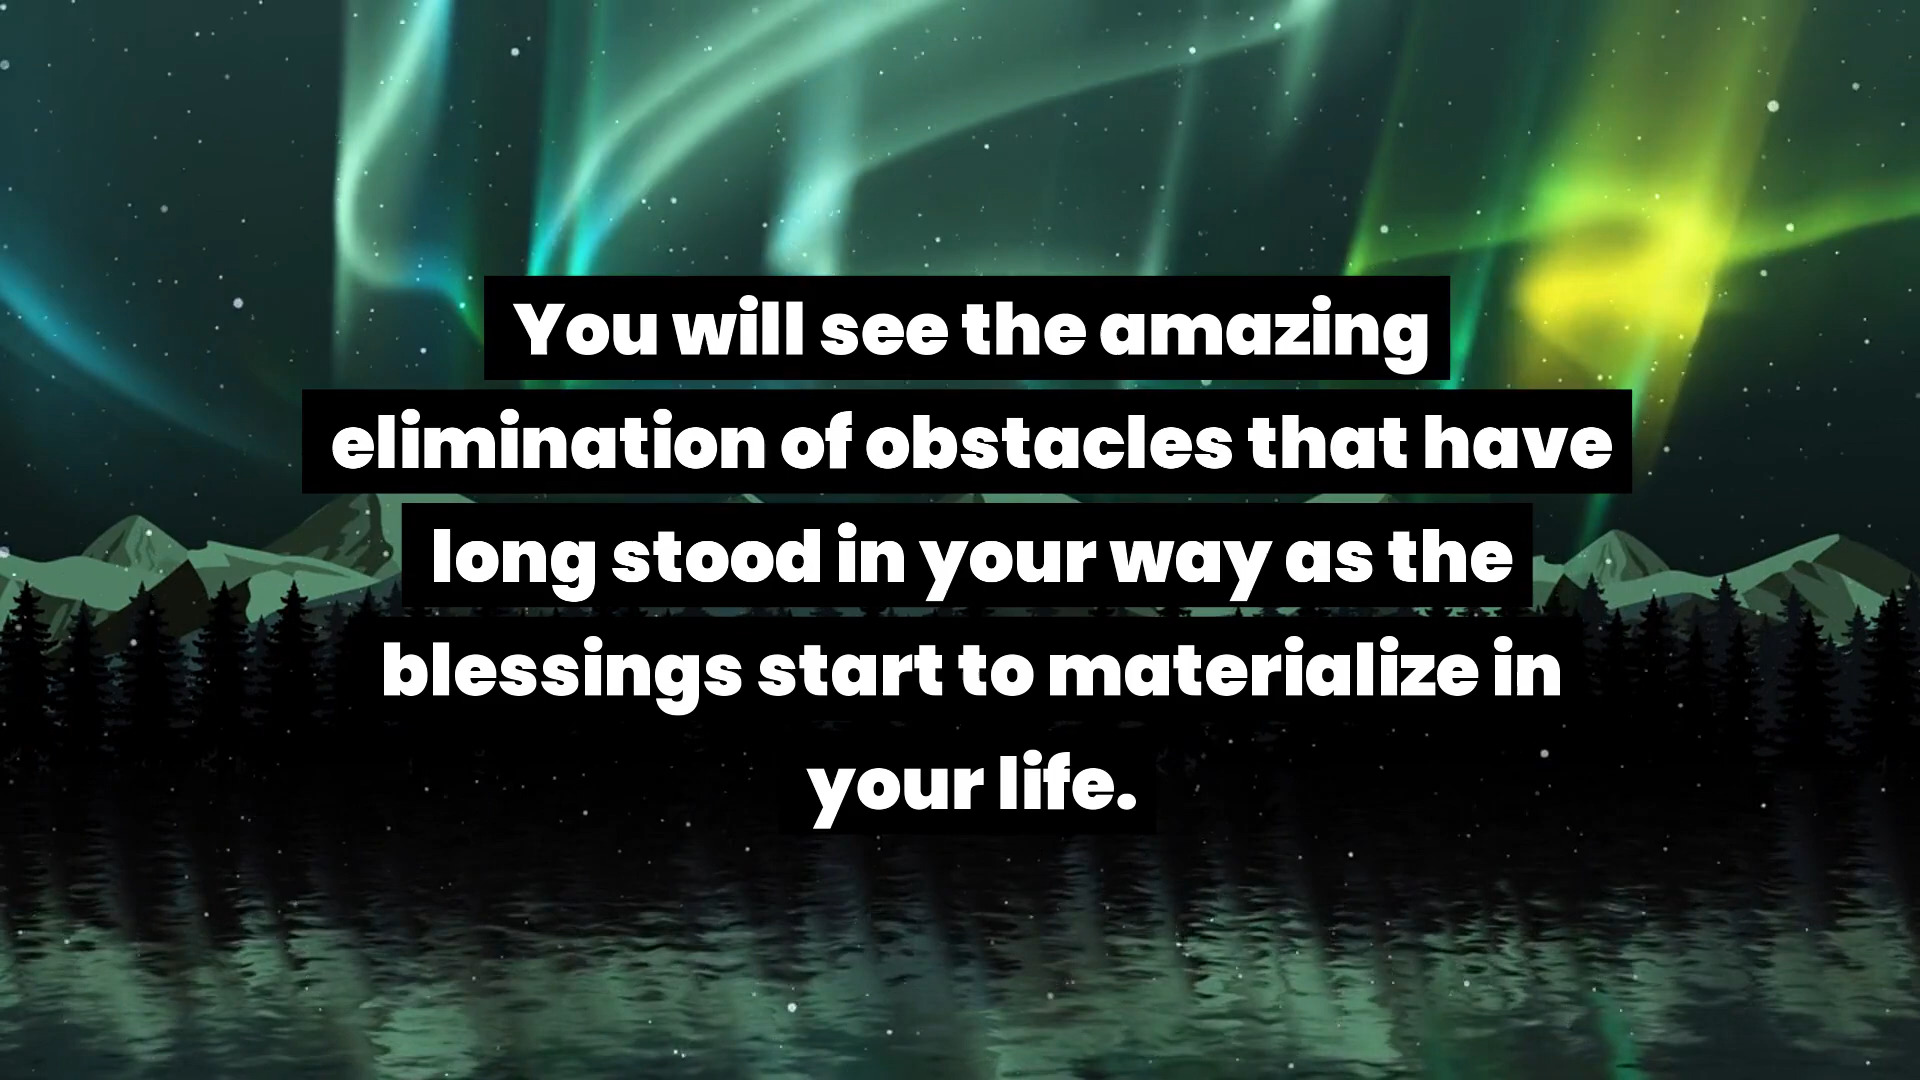 You will see the amazing
elimination of obstacles that have
long stood in your way as the
blessings start to materialize in
your life.